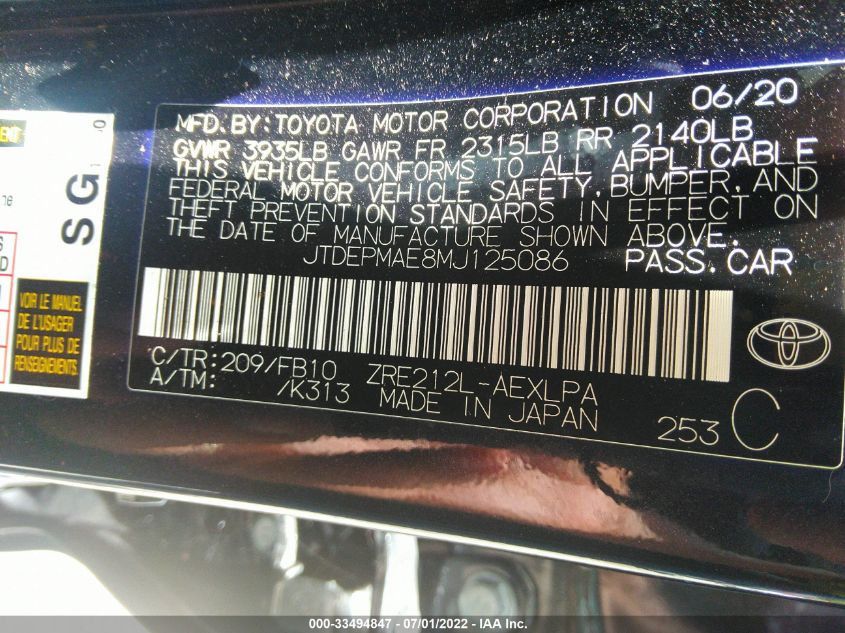 MFD. BY: TOYOTA MOTOR CORPORATION 06/20
GVWR 3935LB GAWR FR 2315LB RR 2140LB
THIS VEHICLE CONFORMS TO ALL APPLICABLE
FEDERAL MOTOR VEHICLE SAFETY, BUMPER, AND
THEFT PREVENTION STANDARDS IN EFFECT ON
THE DATE OF MANUFACTURE SHOWN ABOVE.
JTDEPMAE8MJ125086 PASS. CAR
C/TR: 209/FB10 ZRE212L-AEXLPA
A/TM: /K313 MADE IN JAPAN
253 C
SG
VOIR LE MANUEL
DE L'USAGER
POUR PLUS DE
RENSEIGNEMENTS
000-33494847 - 07/01/2022 - IAA Inc.